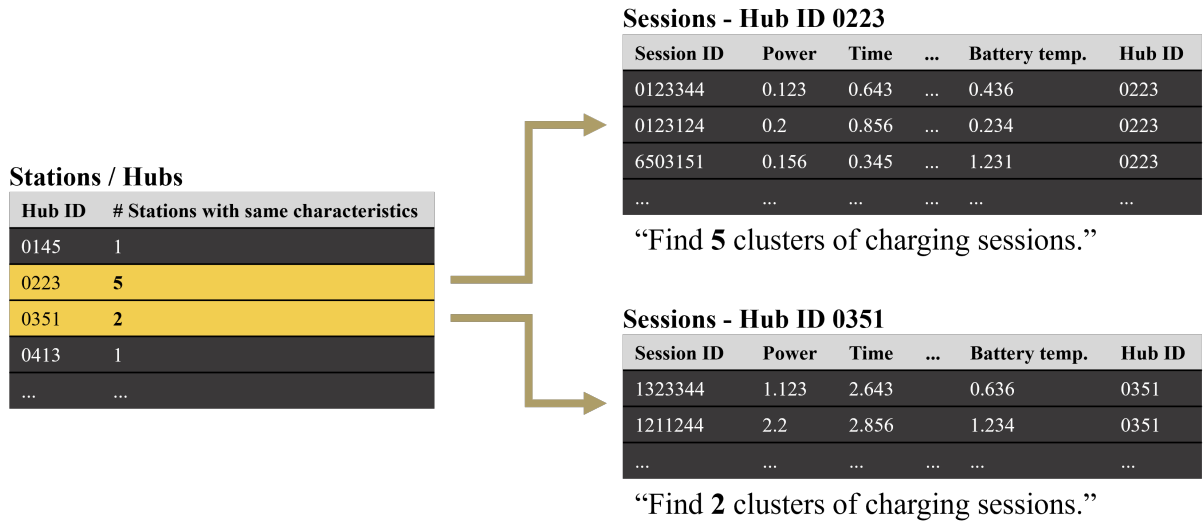 Stations / Hubs
Hub ID # Stations with same characteristics
0145 1
0223 5
0351 2
0413 1
... ...
Sessions - Hub ID 0223
Session ID Power Time ... Battery temp. Hub ID
0123344 0.123 0.643 ... 0.436 0223
0123124 0.2 0.856 ... 0.234 0223
6503151 0.156 0.345 ... 1.231 0223
... ... ... ... ... ...
“Find 5 clusters of charging sessions.”
Sessions - Hub ID 0351
Session ID Power Time ... Battery temp. Hub ID
1323344 1.123 2.643 0.636 0351
1211244 2.2 2.856 1.234 0351
... ... ... ... ... ...
“Find 2 clusters of charging sessions.”